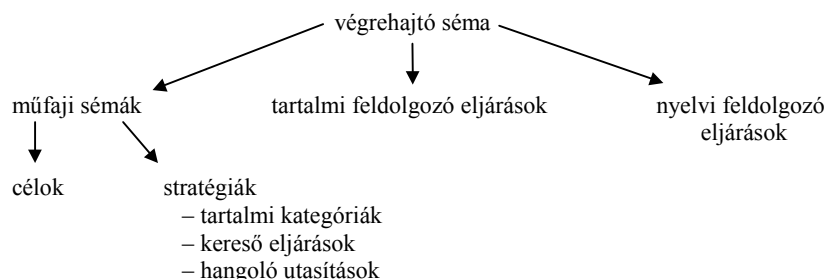 végrehajtó séma
műfaji sémák
tartalmi feldolgozó eljárások
nyelvi feldolgozó
eljárások
célok
stratégiák
– tartalmi kategóriák
– kereső eljárások
– hangoló utasítások